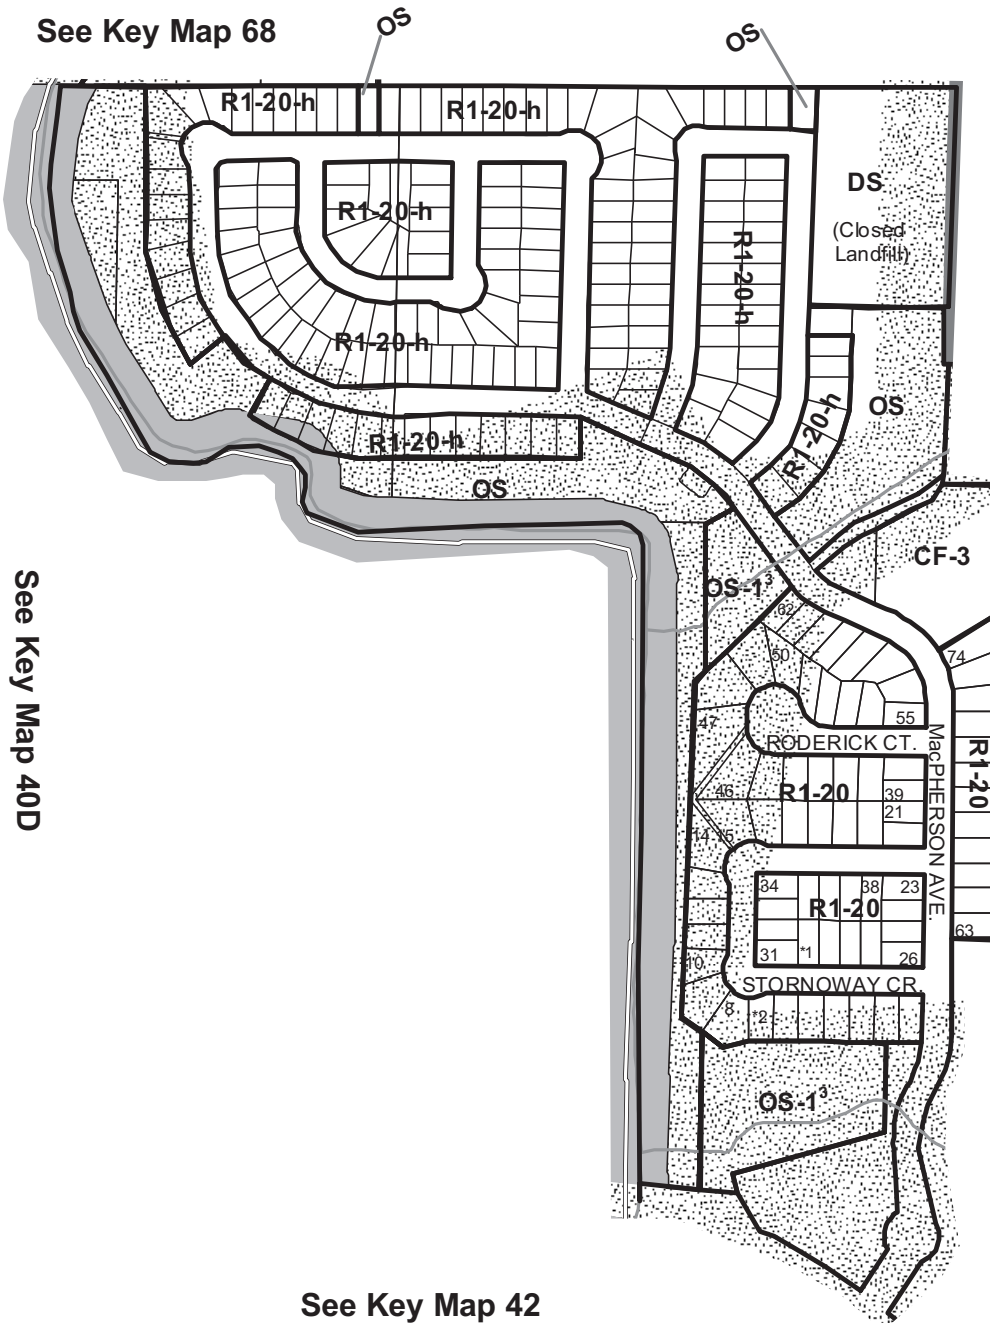 See Key Map 68
OS
OS
R1-20-h
R1-20-h
DS
R1-20-h
(Closed
Landfill)
R1-20-h
R1-20-h
R1-20-h
OS
R1-20-h
OS
CF-3
See Key Map 40D
OS-1³
62
50
74
47
55
RODERICK CT.
MacPHERSON AVE.
R1-20
46
R1-20
39
21
14
15
34
38
23
R1-20
63
31
*1
26
10
STORNOWAY CR.
8
*2
OS-1³
See Key Map 42